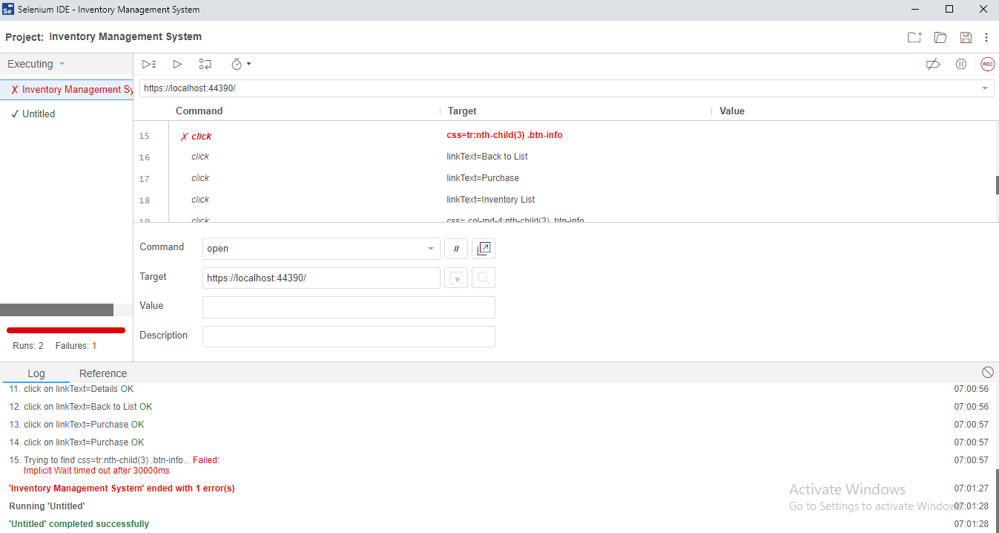 Se Selenium IDE - Inventory Management System
Project: Inventory Management System
Executing
REC
✗ Inventory Management Sy
https://localhost:44390/
✓ Untitled
Command Target Value
15 ✗ click css=tr:nth-child(3) .btn-info
16 click linkText=Back to List
17 click linkText=Purchase
18 click linkText=Inventory List
19 click css=.col-md-4:nth-child(2) .btn-info
Command open //
Target https://localhost:44390/
Value
Description
Runs: 2 Failures: 1
Log Reference
11. click on linkText=Details OK 07:00:56
12. click on linkText=Back to List OK 07:00:56
13. click on linkText=Purchase OK 07:00:57
14. click on linkText=Purchase OK 07:00:57
15. Trying to find css=tr:nth-child(3) .btn-info... Failed: 07:00:57
Implicit Wait timed out after 30000ms
'Inventory Management System' ended with 1 error(s) 07:01:27
Activate Windows
Running 'Untitled' 07:01:28
Go to Settings to activate Windows.
'Untitled' completed successfully 07:01:28